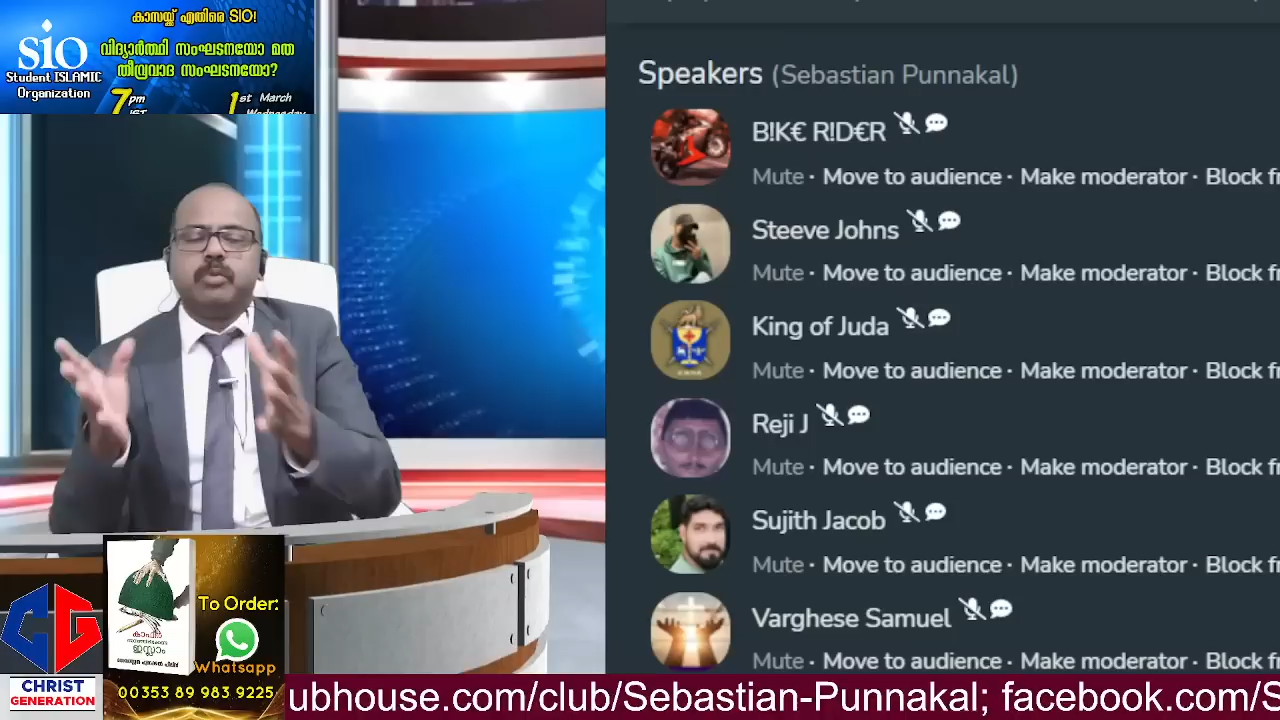 കാസയ്ക്ക് എതിരെ SIO!
SiO
Student ISLAMIC
Organization
വിദ്യാർത്ഥി സംഘടനയോ മത
തീവ്രവാദ സംഘടനയോ?
7pm
IST
1st March
Wednesday
Speakers (Sebastian Punnakal)
B!K€ R!D€R
Mute · Move to audience · Make moderator · Block fr
Steeve Johns
Mute · Move to audience · Make moderator · Block fr
King of Juda
Mute · Move to audience · Make moderator · Block fr
Reji J
Mute · Move to audience · Make moderator · Block fr
Sujith Jacob
Mute · Move to audience · Make moderator · Block fr
Varghese Samuel
Mute · Move to audience · Make moderator · Block fr
CG
CHRIST
GENERATION
കാഫിർ
ഇസ്ലാം
To Order:
Whatsapp
00353 89 983 9225
ubhouse.com/club/Sebastian-Punnakal; facebook.com/S